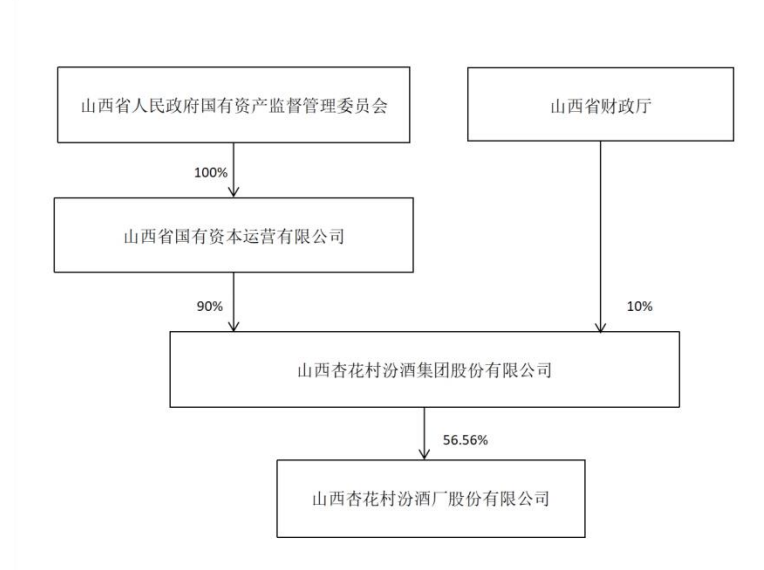 山西省人民政府国有资产监督管理委员会
山西省财政厅
100%
山西省国有资本运营有限公司
90%
10%
山西杏花村汾酒集团股份有限公司
56.56%
山西杏花村汾酒厂股份有限公司